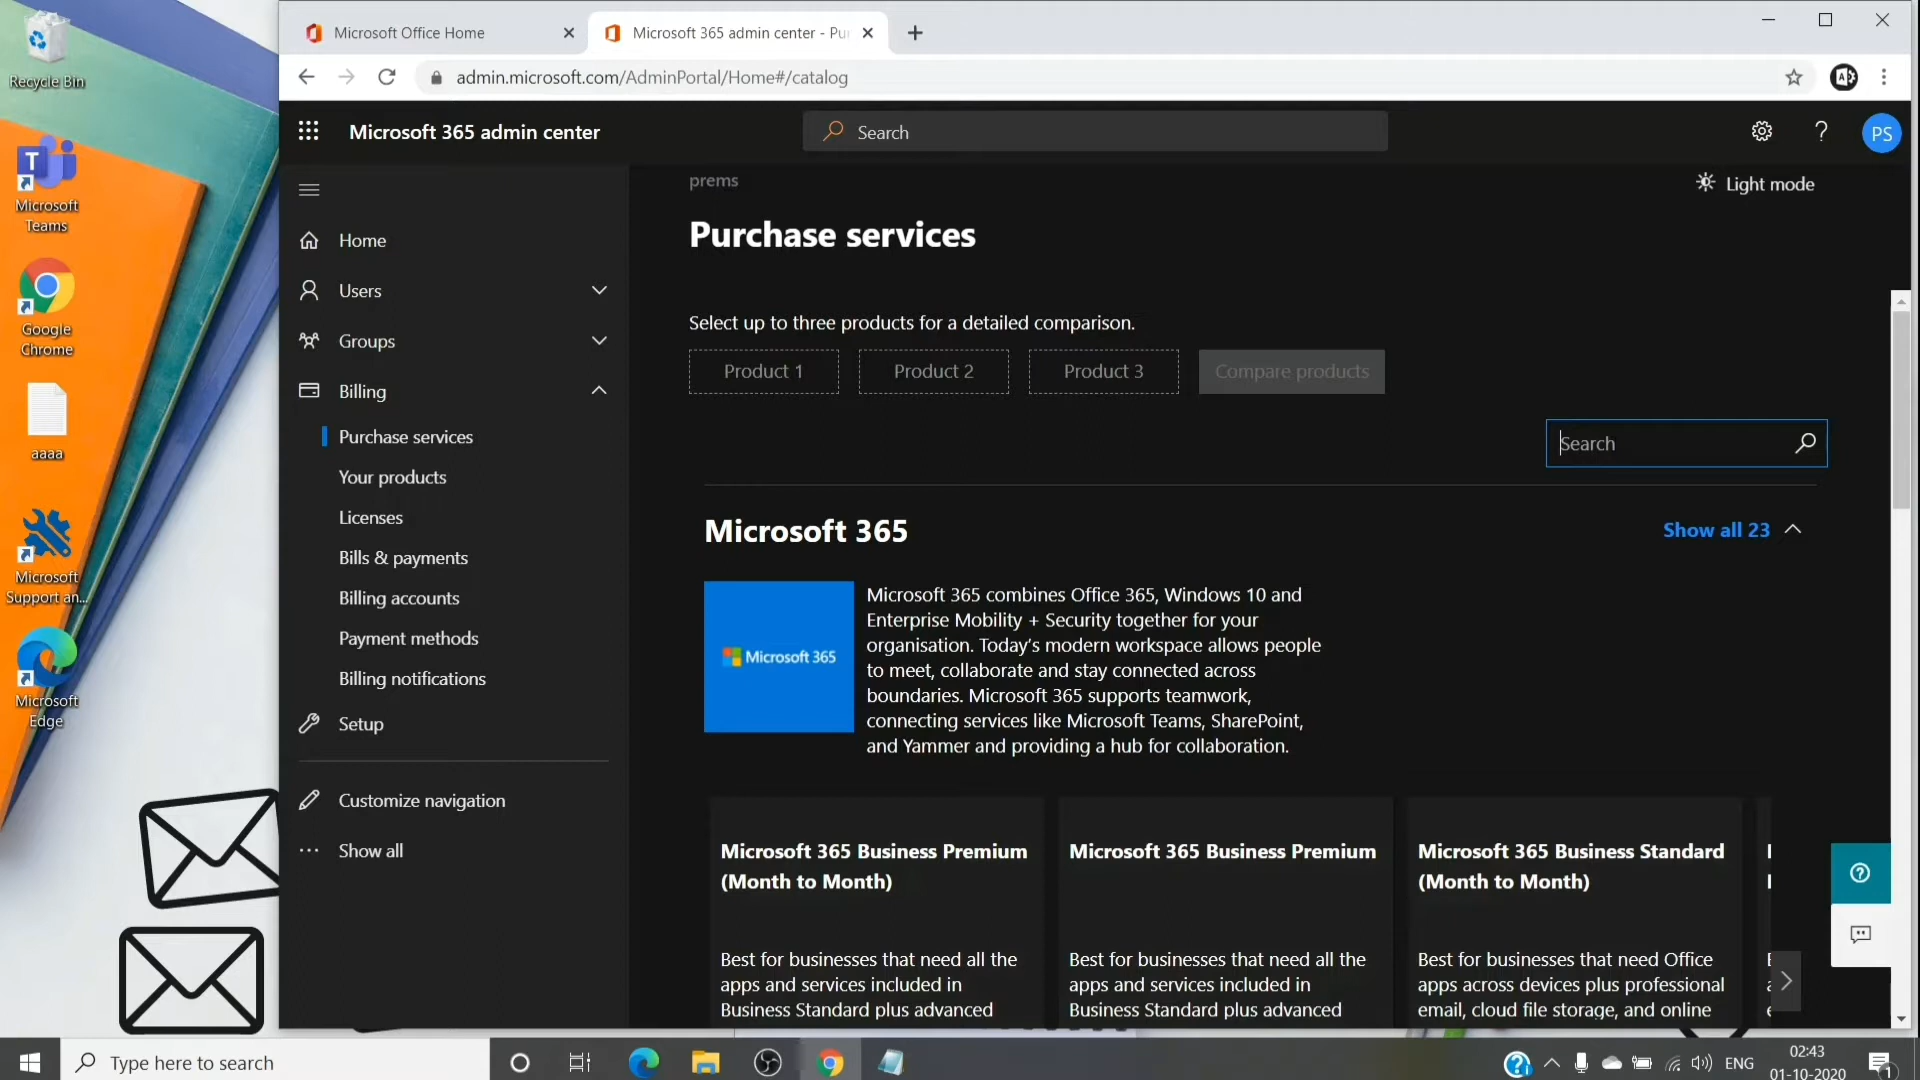 Recycle Bin
Microsoft
Teams
Google
Chrome
aaaa
Microsoft
Support an...
Microsoft
Edge
Microsoft Office Home
Microsoft 365 admin center - Pu
admin.microsoft.com/AdminPortal/Home#/catalog
Microsoft 365 admin center
Search
PS
Home
Users
Groups
Billing
Purchase services
Your products
Licenses
Bills & payments
Billing accounts
Payment methods
Billing notifications
Setup
Customize navigation
Show all
prems
Light mode
Purchase services
Select up to three products for a detailed comparison.
Product 1
Product 2
Product 3
Compare products
Search
Microsoft 365
Show all 23
Microsoft 365
Microsoft 365 combines Office 365, Windows 10 and
Enterprise Mobility + Security together for your
organisation. Today's modern workspace allows people
to meet, collaborate and stay connected across
boundaries. Microsoft 365 supports teamwork,
connecting services like Microsoft Teams, SharePoint,
and Yammer and providing a hub for collaboration.
Microsoft 365 Business Premium
(Month to Month)
Best for businesses that need all the
apps and services included in
Business Standard plus advanced
Microsoft 365 Business Premium
Best for businesses that need all the
apps and services included in
Business Standard plus advanced
Microsoft 365 Business Standard
(Month to Month)
Best for businesses that need Office
apps across devices plus professional
email, cloud file storage, and online
Type here to search
ENG
02:43
01-10-2020
1